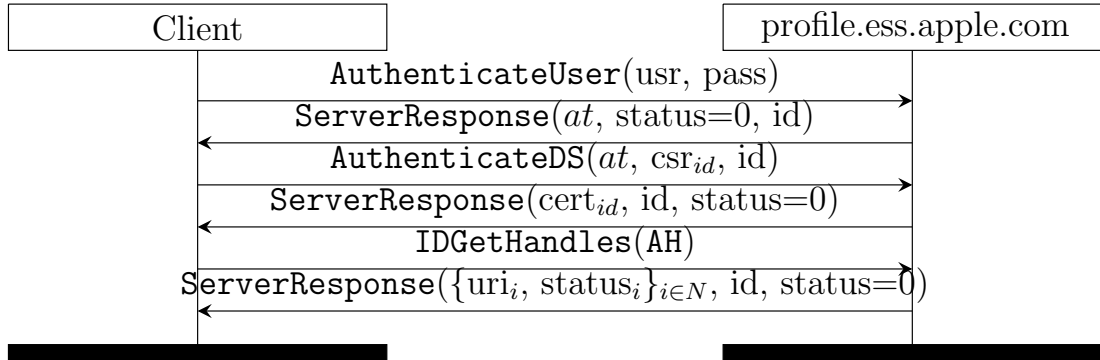 Client
profile.ess.apple.com
AuthenticateUser(usr, pass)
ServerResponse(at, status=0, id)
AuthenticateDS(at, csr_id, id)
ServerResponse(cert_id, id, status=0)
IDGetHandles(AH)
ServerResponse({uri_i, status_i}_i∈N, id, status=0)